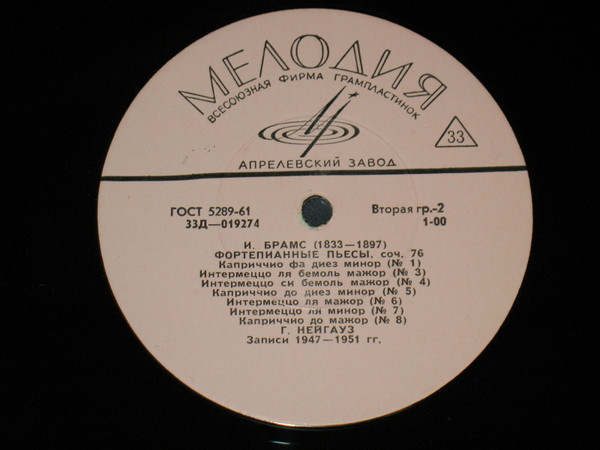 МЕЛОДИЯ
ВСЕСОЮЗНАЯ ФИРМА ГРАМПЛАСТИНОК
33
АПРЕЛЕВСКИЙ ЗАВОД
ГОСТ 5289-61 Вторая гр.-2
33Д—019274 1-00
И. БРАМС (1833—1897)
ФОРТЕПИАННЫЕ ПЬЕСЫ, соч. 76
Каприччио фа диез минор (№ 1)
Интермеццо ля бемоль мажор (№ 3)
Интермеццо си бемоль мажор (№ 4)
Каприччио до диез минор (№ 5)
Интермеццо ля мажор (№ 6)
Интермеццо ля минор (№ 7)
Каприччио до мажор (№ 8)
Г. НЕЙГАУЗ
Записи 1947—1951 гг.